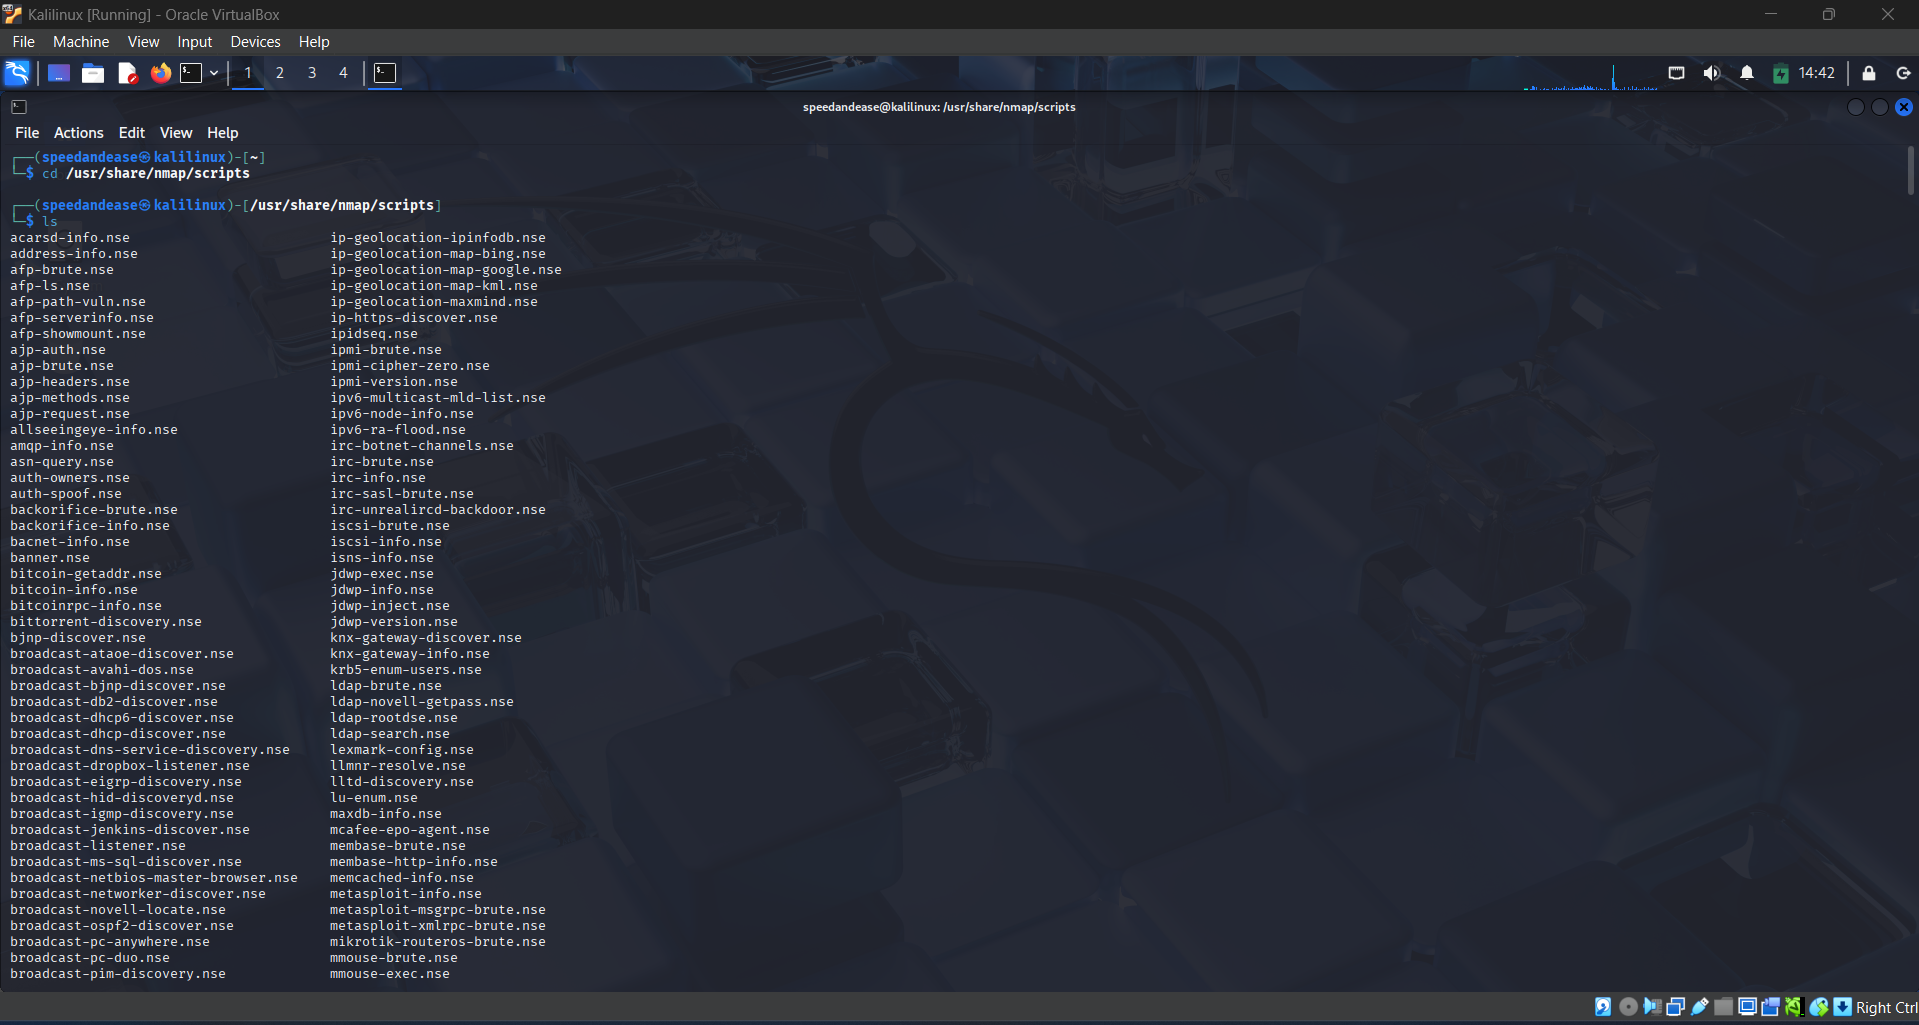 Kalilinux [Running] - Oracle VirtualBox
File Machine View Input Devices Help
1 2 3 4 14:42
speedandease@kalilinux: /usr/share/nmap/scripts
File Actions Edit View Help
┌──(speedandease㉿kalilinux)-[~]
└─$ cd /usr/share/nmap/scripts
┌──(speedandease㉿kalilinux)-[/usr/share/nmap/scripts]
└─$ ls
acarsd-info.nse ip-geolocation-ipinfodb.nse
address-info.nse ip-geolocation-map-bing.nse
afp-brute.nse ip-geolocation-map-google.nse
afp-ls.nse ip-geolocation-map-kml.nse
afp-path-vuln.nse ip-geolocation-maxmind.nse
afp-serverinfo.nse ip-https-discover.nse
afp-showmount.nse ipidseq.nse
ajp-auth.nse ipmi-brute.nse
ajp-brute.nse ipmi-cipher-zero.nse
ajp-headers.nse ipmi-version.nse
ajp-methods.nse ipv6-multicast-mld-list.nse
ajp-request.nse ipv6-node-info.nse
allseeingeye-info.nse ipv6-ra-flood.nse
amqp-info.nse irc-botnet-channels.nse
asn-query.nse irc-brute.nse
auth-owners.nse irc-info.nse
auth-spoof.nse irc-sasl-brute.nse
backorifice-brute.nse irc-unrealircd-backdoor.nse
backorifice-info.nse iscsi-brute.nse
bacnet-info.nse iscsi-info.nse
banner.nse isns-info.nse
bitcoin-getaddr.nse jdwp-exec.nse
bitcoin-info.nse jdwp-info.nse
bitcoinrpc-info.nse jdwp-inject.nse
bittorrent-discovery.nse jdwp-version.nse
bjnp-discover.nse knx-gateway-discover.nse
broadcast-ataoe-discover.nse knx-gateway-info.nse
broadcast-avahi-dos.nse krb5-enum-users.nse
broadcast-bjnp-discover.nse ldap-brute.nse
broadcast-db2-discover.nse ldap-novell-getpass.nse
broadcast-dhcp6-discover.nse ldap-rootdse.nse
broadcast-dhcp-discover.nse ldap-search.nse
broadcast-dns-service-discovery.nse lexmark-config.nse
broadcast-dropbox-listener.nse llmnr-resolve.nse
broadcast-eigrp-discovery.nse lltd-discovery.nse
broadcast-hid-discoveryd.nse lu-enum.nse
broadcast-igmp-discovery.nse maxdb-info.nse
broadcast-jenkins-discover.nse mcafee-epo-agent.nse
broadcast-listener.nse membase-brute.nse
broadcast-ms-sql-discover.nse membase-http-info.nse
broadcast-netbios-master-browser.nse memcached-info.nse
broadcast-networker-discover.nse metasploit-info.nse
broadcast-novell-locate.nse metasploit-msgrpc-brute.nse
broadcast-ospf2-discover.nse metasploit-xmlrpc-brute.nse
broadcast-pc-anywhere.nse mikrotik-routeros-brute.nse
broadcast-pc-duo.nse mmouse-brute.nse
broadcast-pim-discovery.nse mmouse-exec.nse
Right Ctrl